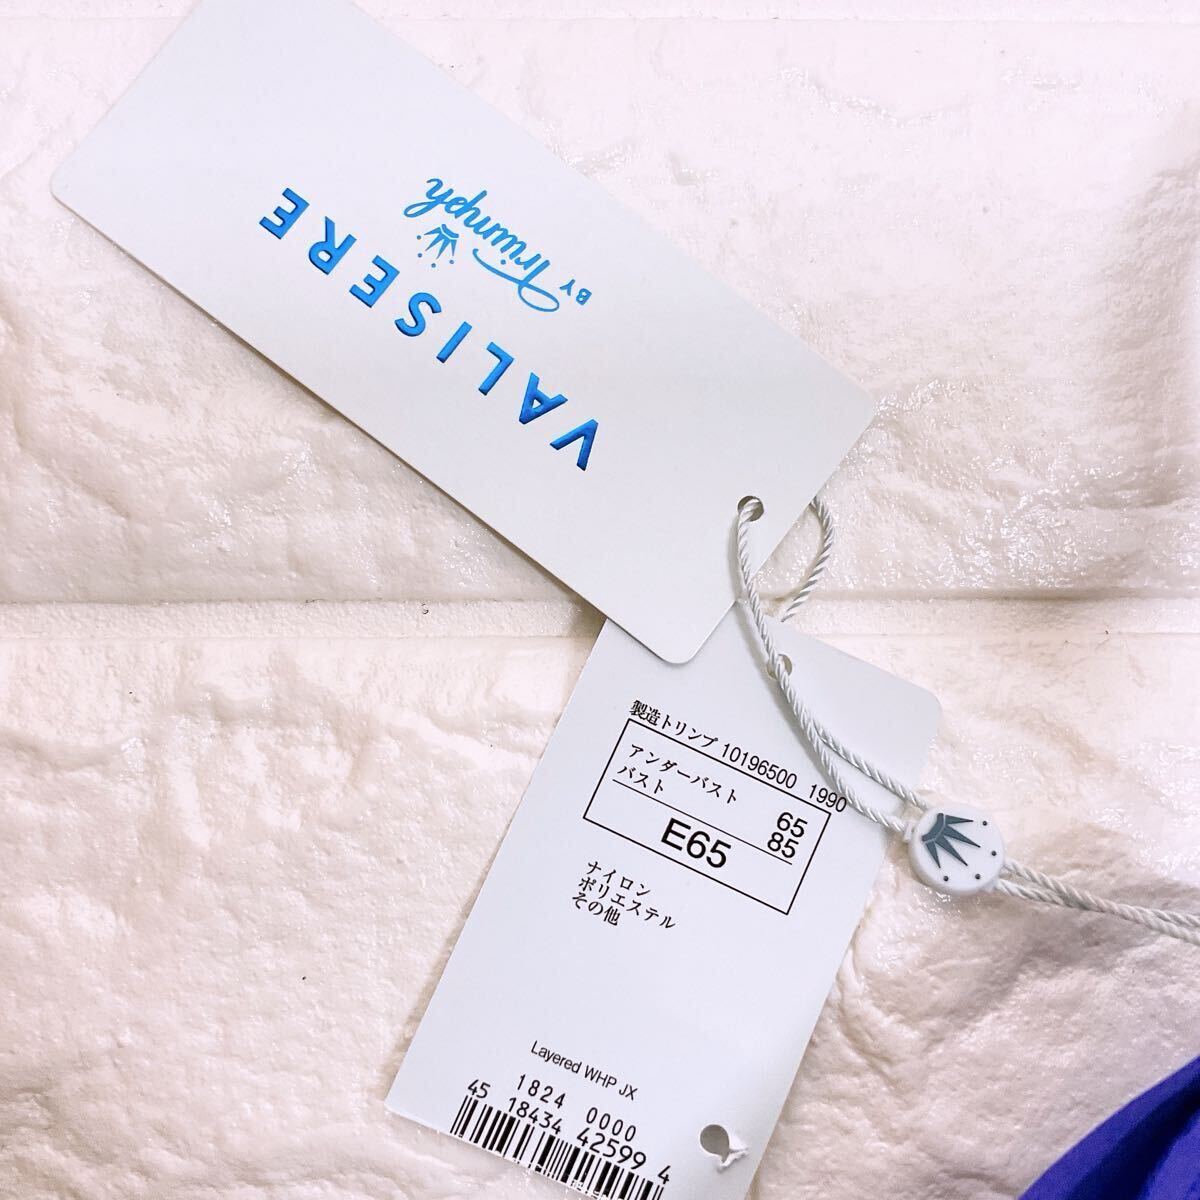 VALISERE
BY Triumph
製造トリンプ 10196500 1990
アンダーバスト 65
バスト 85
E65
ナイロン
ポリエステル
その他
Layered WHP JX
1824 0000
45 18434 42599 4